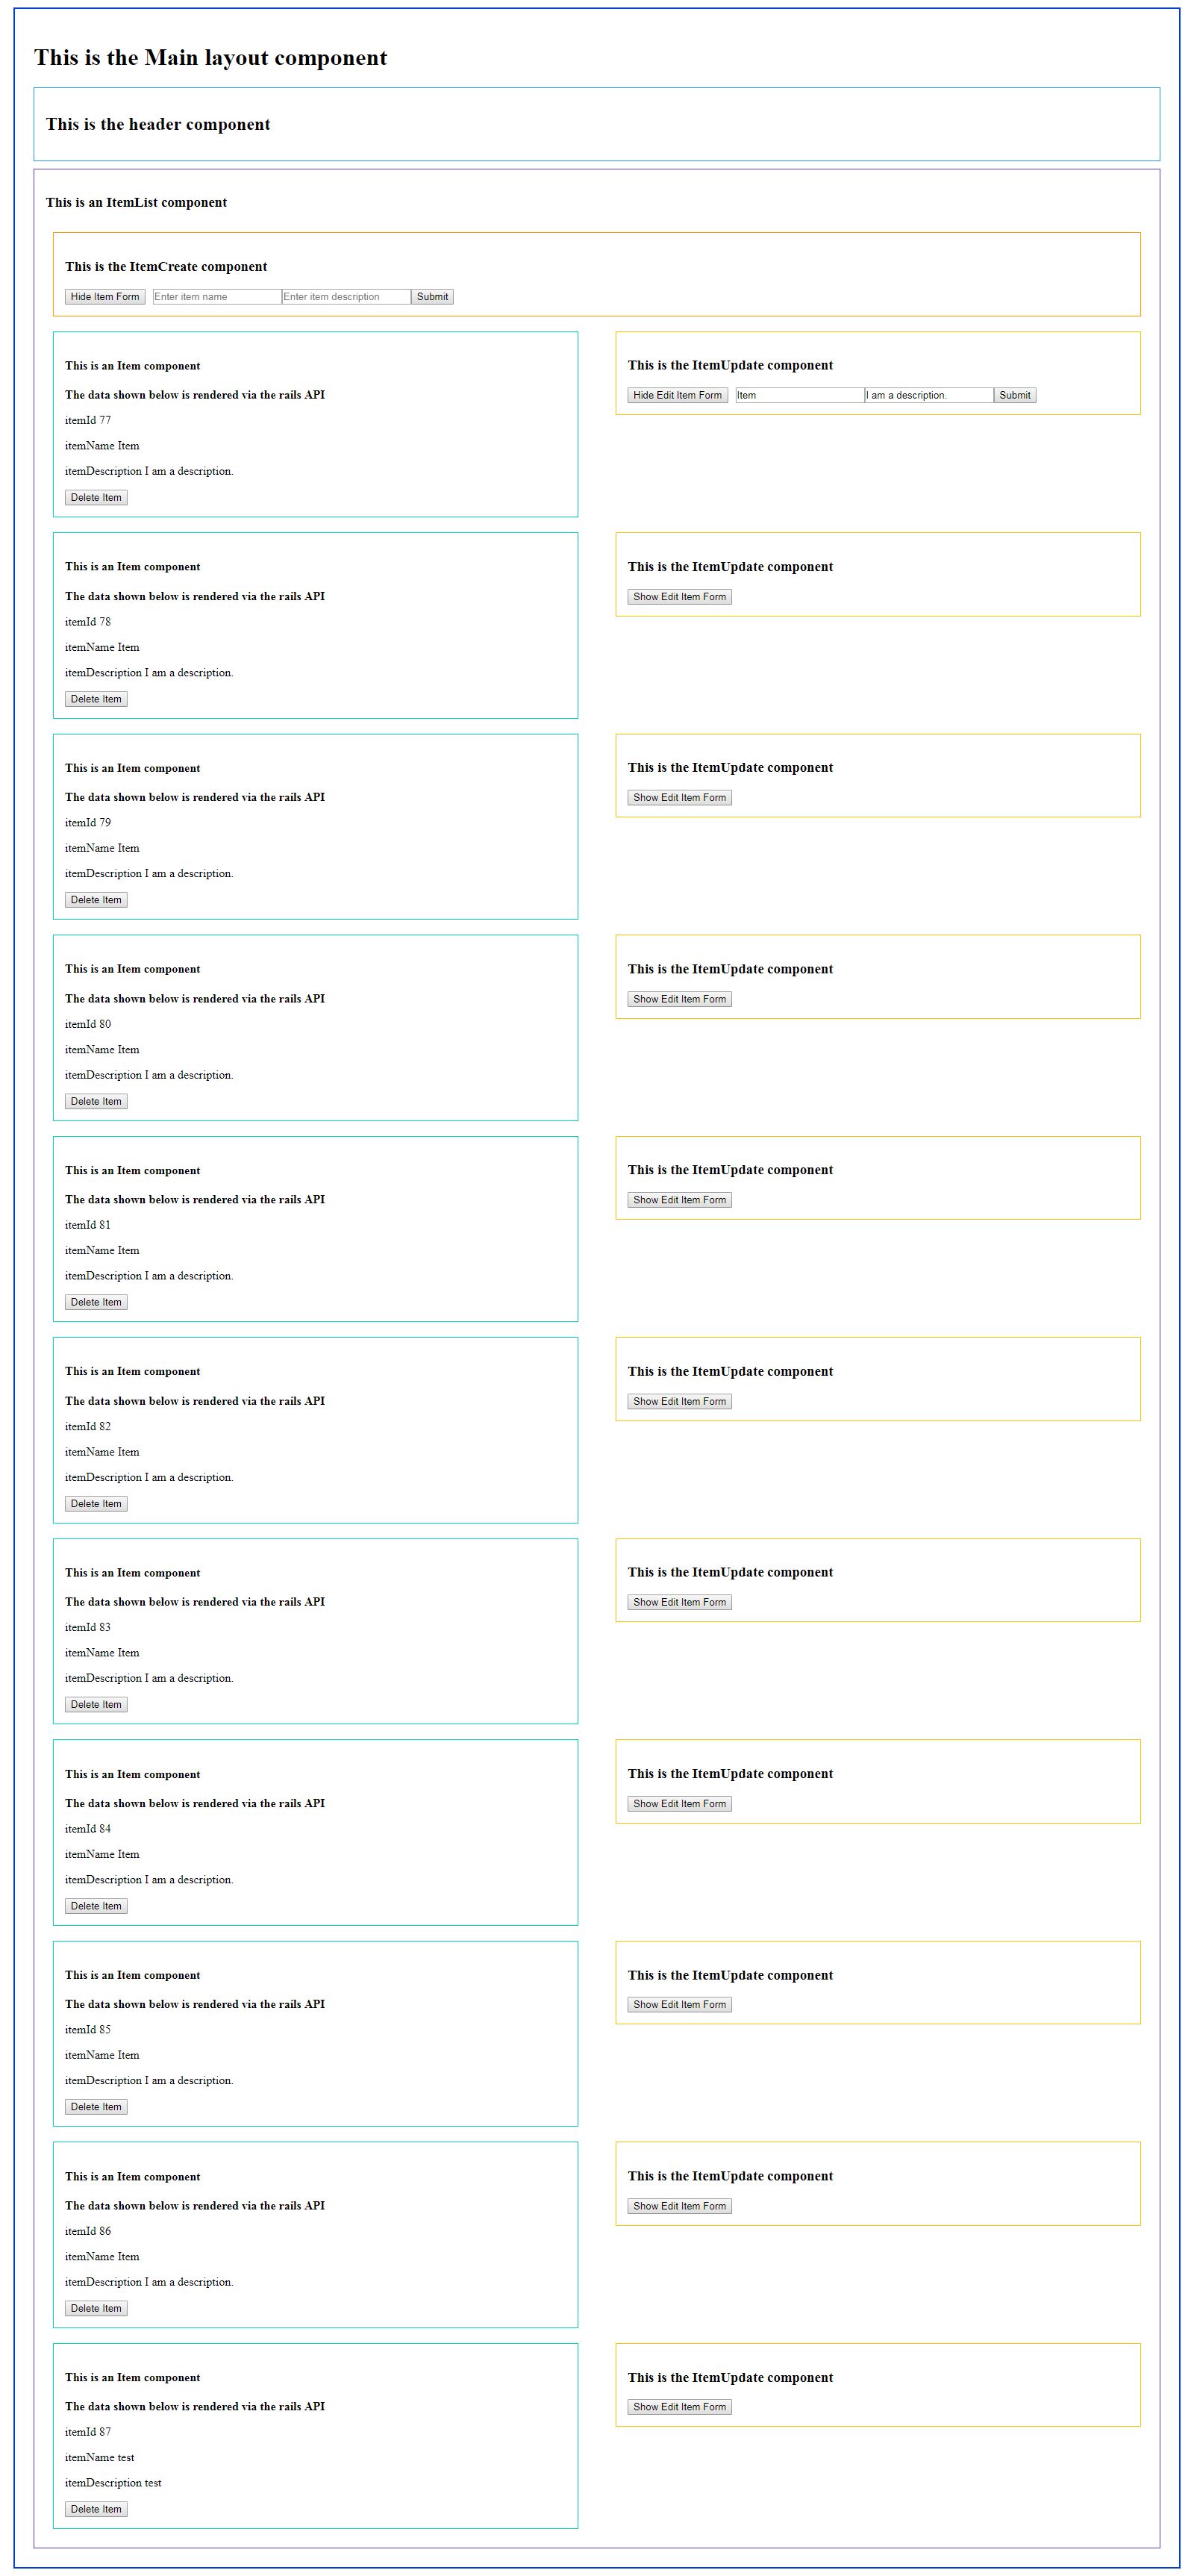 This is the Main layout component
This is the header component
This is an ItemList component
This is the ItemCreate component
Hide Item Form Enter item name Enter item description Submit
This is an Item component
The data shown below is rendered via the rails API
itemId 77
itemName Item
itemDescription I am a description.
Delete Item
This is the ItemUpdate component
Hide Edit Item Form Item I am a description. Submit
This is an Item component
The data shown below is rendered via the rails API
itemId 78
itemName Item
itemDescription I am a description.
Delete Item
This is the ItemUpdate component
Show Edit Item Form
This is an Item component
The data shown below is rendered via the rails API
itemId 79
itemName Item
itemDescription I am a description.
Delete Item
This is the ItemUpdate component
Show Edit Item Form
This is an Item component
The data shown below is rendered via the rails API
itemId 80
itemName Item
itemDescription I am a description.
Delete Item
This is the ItemUpdate component
Show Edit Item Form
This is an Item component
The data shown below is rendered via the rails API
itemId 81
itemName Item
itemDescription I am a description.
Delete Item
This is the ItemUpdate component
Show Edit Item Form
This is an Item component
The data shown below is rendered via the rails API
itemId 82
itemName Item
itemDescription I am a description.
Delete Item
This is the ItemUpdate component
Show Edit Item Form
This is an Item component
The data shown below is rendered via the rails API
itemId 83
itemName Item
itemDescription I am a description.
Delete Item
This is the ItemUpdate component
Show Edit Item Form
This is an Item component
The data shown below is rendered via the rails API
itemId 84
itemName Item
itemDescription I am a description.
Delete Item
This is the ItemUpdate component
Show Edit Item Form
This is an Item component
The data shown below is rendered via the rails API
itemId 85
itemName Item
itemDescription I am a description.
Delete Item
This is the ItemUpdate component
Show Edit Item Form
This is an Item component
The data shown below is rendered via the rails API
itemId 86
itemName Item
itemDescription I am a description.
Delete Item
This is the ItemUpdate component
Show Edit Item Form
This is an Item component
The data shown below is rendered via the rails API
itemId 87
itemName test
itemDescription test
Delete Item
This is the ItemUpdate component
Show Edit Item Form